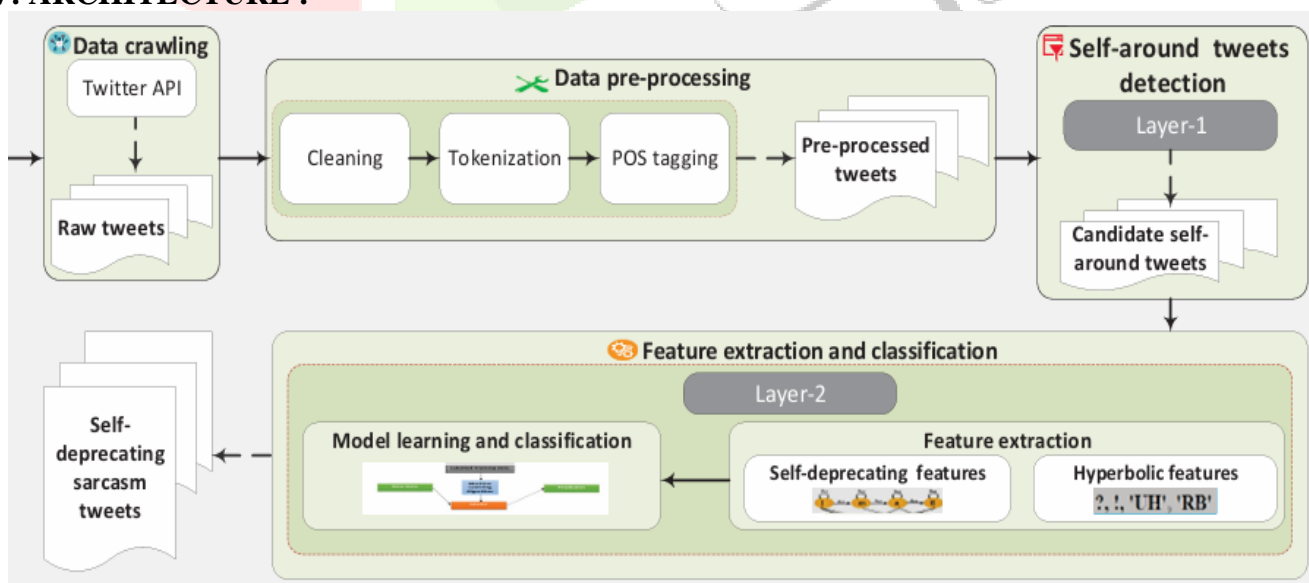 ARCHITECTURE :
Data crawling
Twitter API
Raw tweets
Data pre-processing
Cleaning
Tokenization
POS tagging
Pre-processed
tweets
Self-around tweets
detection
Layer-1
Candidate self-
around tweets
Feature extraction and classification
Layer-2
Feature extraction
Self-deprecating features
Hyperbolic features
?, !, 'UH', 'RB'
Model learning and classification
Self-
deprecating
sarcasm
tweets